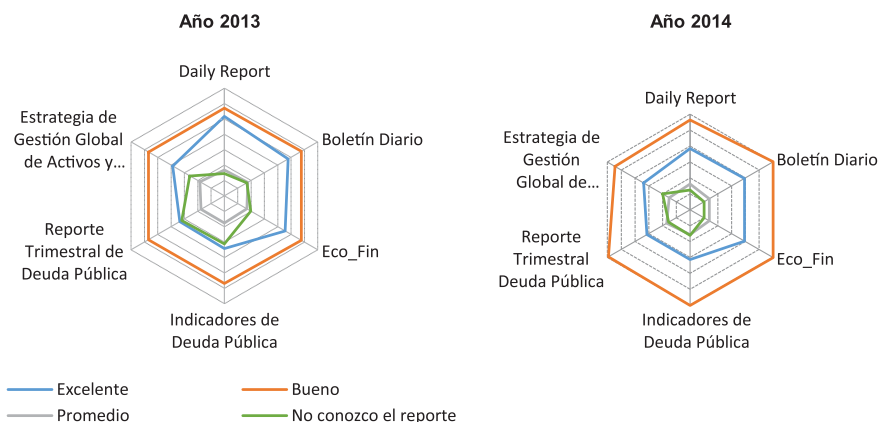 Año 2013
Daily Report
Boletín Diario
Eco_Fin
Indicadores de
Deuda Pública
Reporte
Trimestral de
Deuda Pública
Estrategia de
Gestión Global
de Activos y...
Año 2014
Daily Report
Boletín Diario
Eco_Fin
Indicadores de
Deuda Pública
Reporte
Trimestral
Deuda Pública
Estrategia de
Gestión
Global de...
Excelente
Bueno
Promedio
No conozco el reporte